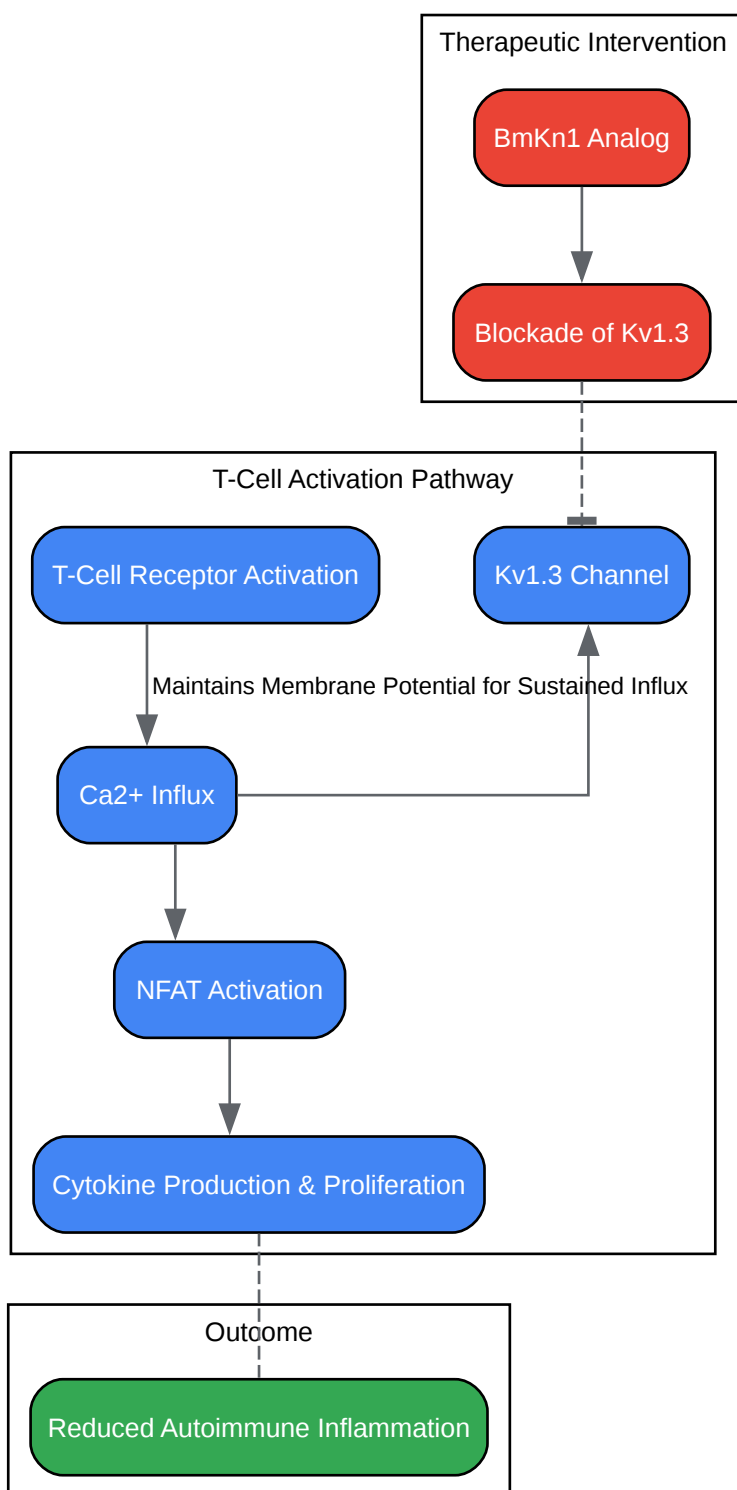 Therapeutic Intervention
BmKn1 Analog
Blockade of Kv1.3
T-Cell Activation Pathway
T-Cell Receptor Activation
Kv1.3 Channel
Maintains Membrane Potential for Sustained Influx
Ca2+ Influx
NFAT Activation
Cytokine Production & Proliferation
Outcome
Reduced Autoimmune Inflammation